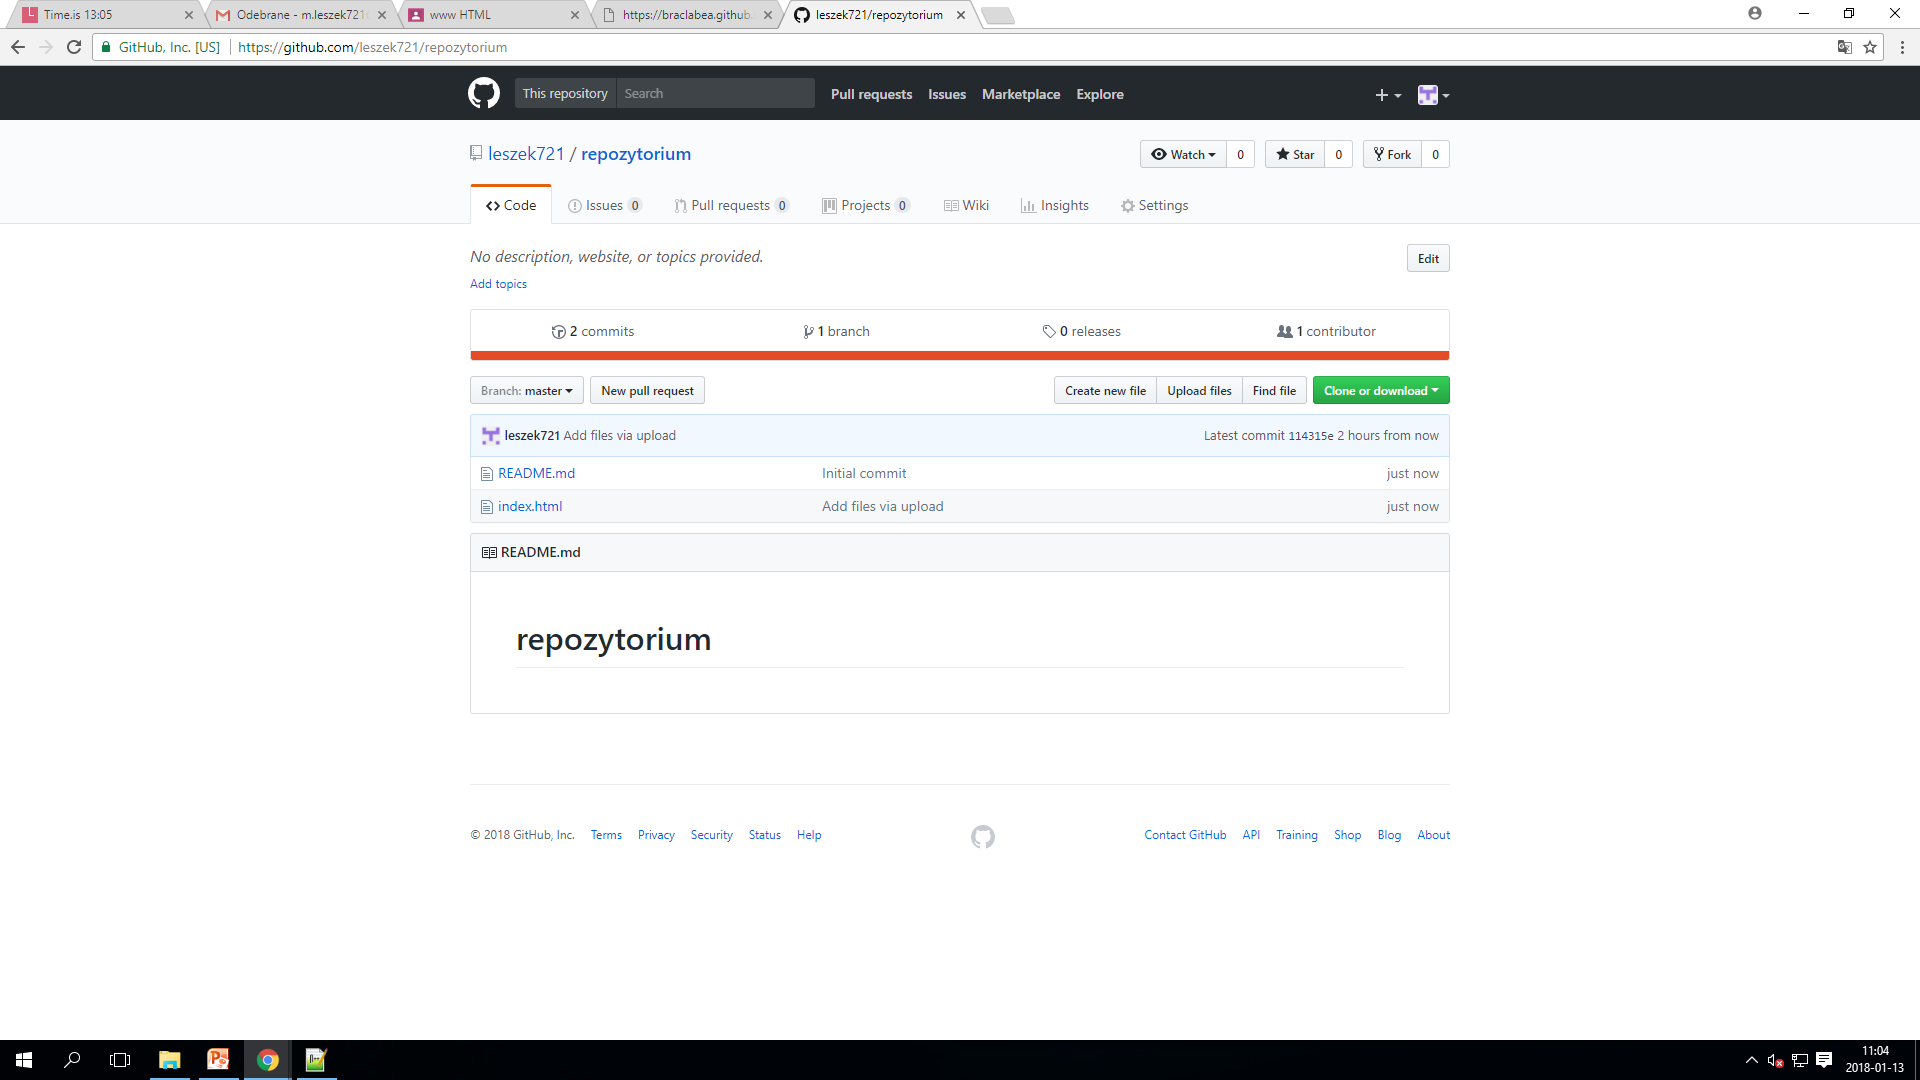 Time.is 13:05
Odebrane - m.leszek721
www HTML
https://braclabea.github.
leszek721/repozytorium
GitHub, Inc. [US] https://github.com/leszek721/repozytorium
This repository Search Pull requests Issues Marketplace Explore
leszek721 / repozytorium Watch 0 Star 0 Fork 0
Code Issues 0 Pull requests 0 Projects 0 Wiki Insights Settings
No description, website, or topics provided. Edit
Add topics
2 commits 1 branch 0 releases 1 contributor
Branch: master New pull request Create new file Upload files Find file Clone or download
leszek721 Add files via upload Latest commit 114315e 2 hours from now
README.md Initial commit just now
index.html Add files via upload just now
README.md
repozytorium
© 2018 GitHub, Inc. Terms Privacy Security Status Help Contact GitHub API Training Shop Blog About
11:04
2018-01-13